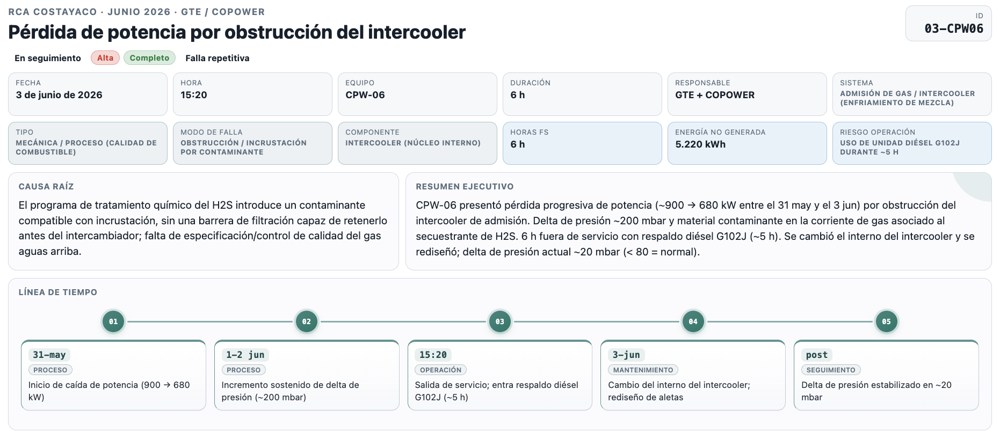 RCA COSTAYACO · JUNIO 2026 · GTE / COPOWER
Pérdida de potencia por obstrucción del intercooler
ID
03-CPW06
En seguimiento Alta Completo Falla repetitiva
FECHA
3 de junio de 2026
HORA
15:20
EQUIPO
CPW-06
DURACIÓN
6 h
RESPONSABLE
GTE + COPOWER
SISTEMA
ADMISIÓN DE GAS / INTERCOOLER
(ENFRIAMIENTO DE MEZCLA)
TIPO
MECÁNICA / PROCESO (CALIDAD DE
COMBUSTIBLE)
MODO DE FALLA
OBSTRUCCIÓN / INCRUSTACIÓN
POR CONTAMINANTE
COMPONENTE
INTERCOOLER (NÚCLEO INTERNO)
HORAS FS
6 h
ENERGÍA NO GENERADA
5.220 kWh
RIESGO OPERACIÓN
USO DE UNIDAD DIÉSEL G102J
DURANTE ~5 H
CAUSA RAÍZ
El programa de tratamiento químico del H2S introduce un contaminante
compatible con incrustación, sin una barrera de filtración capaz de retenerlo
antes del intercambiador; falta de especificación/control de calidad del gas
aguas arriba.
RESUMEN EJECUTIVO
CPW-06 presentó pérdida progresiva de potencia (~900 → 680 kW entre el 31 may y el 3 jun) por obstrucción del
intercooler de admisión. Delta de presión ~200 mbar y material contaminante en la corriente de gas asociado al
secuestrante de H2S. 6 h fuera de servicio con respaldo diésel G102J (~5 h). Se cambió el interno del intercooler y se
rediseñó; delta de presión actual ~20 mbar (< 80 = normal).
LÍNEA DE TIEMPO
01
31-may
PROCESO
Inicio de caída de potencia (900 → 680
kW)
02
1-2 jun
PROCESO
Incremento sostenido de delta de
presión (~200 mbar)
03
15:20
OPERACIÓN
Salida de servicio; entra respaldo diésel
G102J (~5 h)
04
3-jun
MANTENIMIENTO
Cambio del interno del intercooler;
rediseño de aletas
05
post
SEGUIMIENTO
Delta de presión estabilizado en ~20
mbar